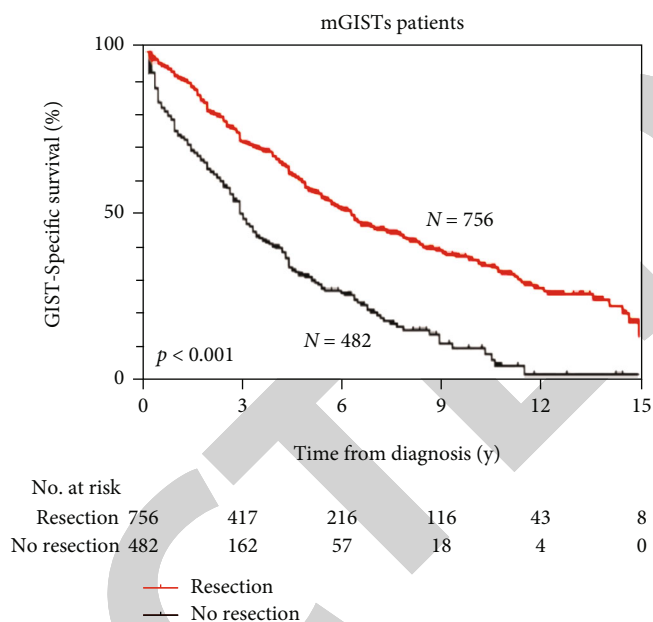 mGISTs patients
100
50
0
GIST-Specific survival (%)
N = 756
N = 482
p < 0.001
0 3 6 9 12 15
Time from diagnosis (y)
No. at risk
Resection 756 417 216 116 43 8
No resection 482 162 57 18 4 0
Resection
No resection